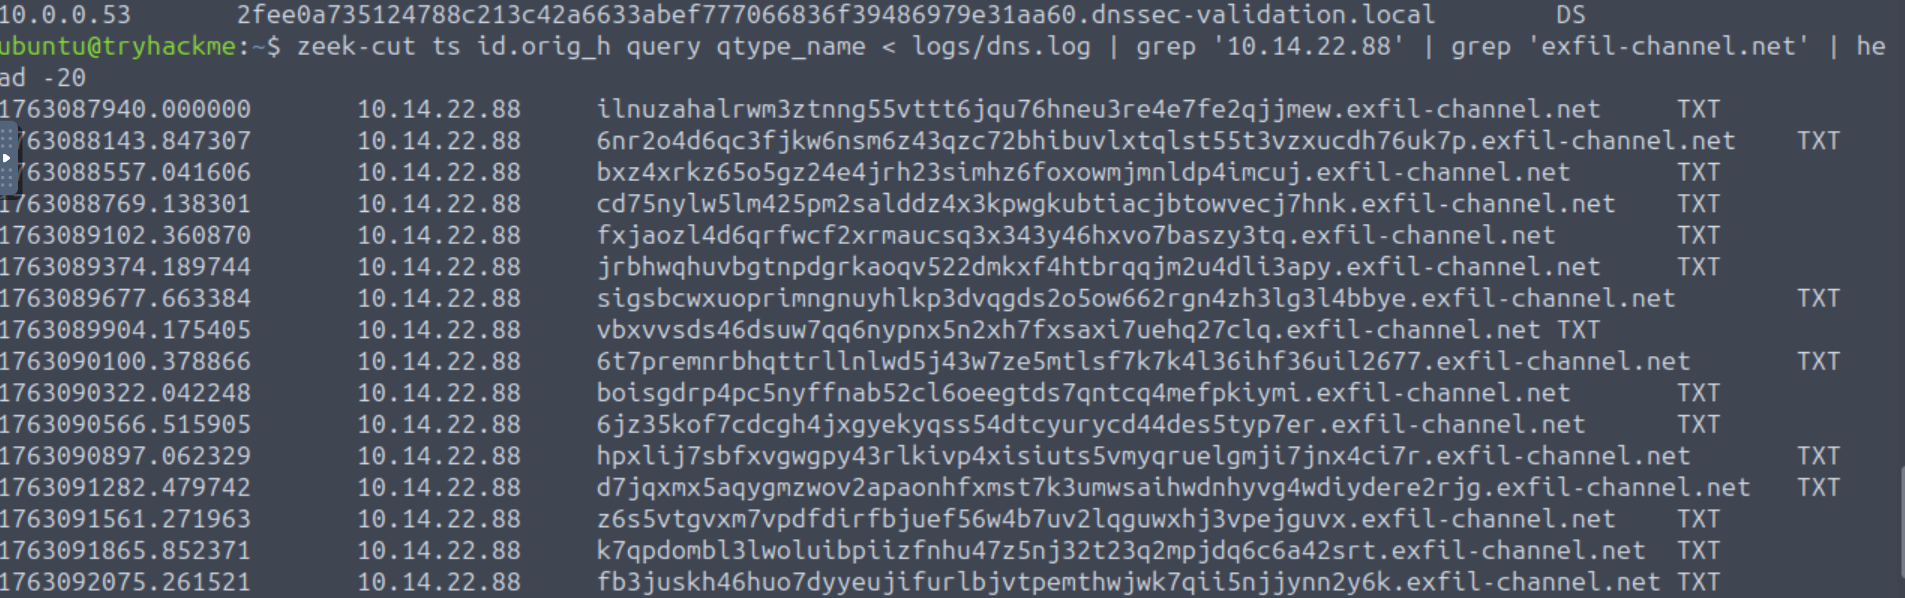 10.0.0.53 2fee0a735124788c213c42a6633abef777066836f39486979e31aa60.dnssec-validation.local DS
ubuntu@tryhackme:~$ zeek-cut ts id.orig_h query qtype_name < logs/dns.log | grep '10.14.22.88' | grep 'exfil-channel.net' | he
ad -20
1763087940.000000 10.14.22.88 ilnuzahalrwm3ztnng55vttt6jqu76hneu3re4e7fe2qjjmew.exfil-channel.net TXT
1763088143.847307 10.14.22.88 6nr2o4d6qc3fjkw6nsm6z43qzc72bhibuvlxtqlst55t3vzxucdh76uk7p.exfil-channel.net TXT
1763088557.041606 10.14.22.88 bxz4xrkz65o5gz24e4jrh23simhz6foxowmjmnldp4imcuj.exfil-channel.net TXT
1763088769.138301 10.14.22.88 cd75nylw5lm425pm2salddz4x3kpwgkubtiacjbtowvecj7hnk.exfil-channel.net TXT
1763089102.360870 10.14.22.88 fxjaozl4d6qrfwcf2xrmaucsq3x343y46hxvo7baszy3tq.exfil-channel.net TXT
1763089374.189744 10.14.22.88 jrbhwqhuvbgtnpdgrkaoqv522dmkxf4htbrqqjm2u4dli3apy.exfil-channel.net TXT
1763089677.663384 10.14.22.88 sigsbcwxuoprimngnuyhlkp3dvqgds2o5ow662rgn4zh3lg3l4bbye.exfil-channel.net TXT
1763089904.175405 10.14.22.88 vbxvvsds46dsuw7qq6nypnx5n2xh7fxsaxi7uehq27clq.exfil-channel.net TXT
1763090100.378866 10.14.22.88 6t7premnrbhqttrllnlwd5j43w7ze5mtlsf7k7k4l36ihf36uil2677.exfil-channel.net TXT
1763090322.042248 10.14.22.88 boisgdrp4pc5nyffnab52cl6oeegtds7qntcq4mefpkiymi.exfil-channel.net TXT
1763090566.515905 10.14.22.88 6jz35kof7cdcgh4jxgyekyqss54dtcyurycd44des5typ7er.exfil-channel.net TXT
1763090897.062329 10.14.22.88 hpxlij7sbfxvgwgpy43rlkivp4xisiuts5vmyqruelgmji7jnx4ci7r.exfil-channel.net TXT
1763091282.479742 10.14.22.88 d7jqxmx5aqygmzwov2apaonhfxmst7k3umwsaihwdnhyvg4wdiydere2rjg.exfil-channel.net TXT
1763091561.271963 10.14.22.88 z6s5vtgvxm7vpdfdirfbjuef56w4b7uv2lqguwxhj3vpejguvx.exfil-channel.net TXT
1763091865.852371 10.14.22.88 k7qpdombl3lwoluibpiizfnhu47z5nj32t23q2mpjdq6c6a42srt.exfil-channel.net TXT
1763092075.261521 10.14.22.88 fb3juskh46huo7dyyeujifurlbjvtpemthwjwk7qii5njjynn2y6k.exfil-channel.net TXT